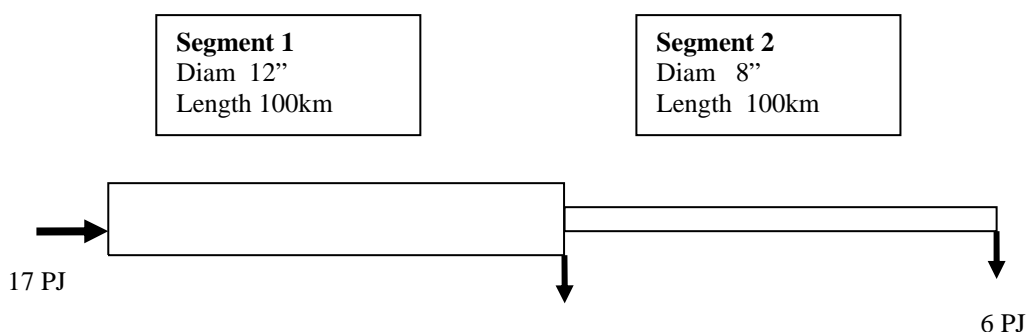 Segment 1
Diam 12”
Length 100km
Segment 2
Diam 8”
Length 100km
17 PJ
6 PJ